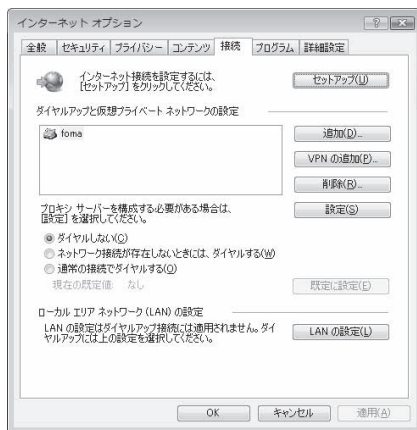 インターネット オプション
全般 セキュリティ プライバシー コンテンツ 接続 プログラム 詳細設定
インターネット接続を設定するには、
[セットアップ] をクリックしてください。
セットアップ(U)
ダイヤルアップと仮想プライベート ネットワークの設定
foma
追加(D)...
VPN の追加(P)...
削除(R)...
プロキシ サーバーを構成する必要がある場合は、
[設定] を選択してください。
設定(S)
ダイヤルしない(C)
ネットワーク接続が存在しないときには、ダイヤルする(W)
通常の接続でダイヤルする(O)
現在の既定値: なし
既定に設定(E)
ローカル エリア ネットワーク (LAN) の設定
LAN の設定はダイヤルアップ接続には適用されません。ダイ
ヤルアップには上の設定を選択してください。
LAN の設定(L)
OK キャンセル 適用(A)